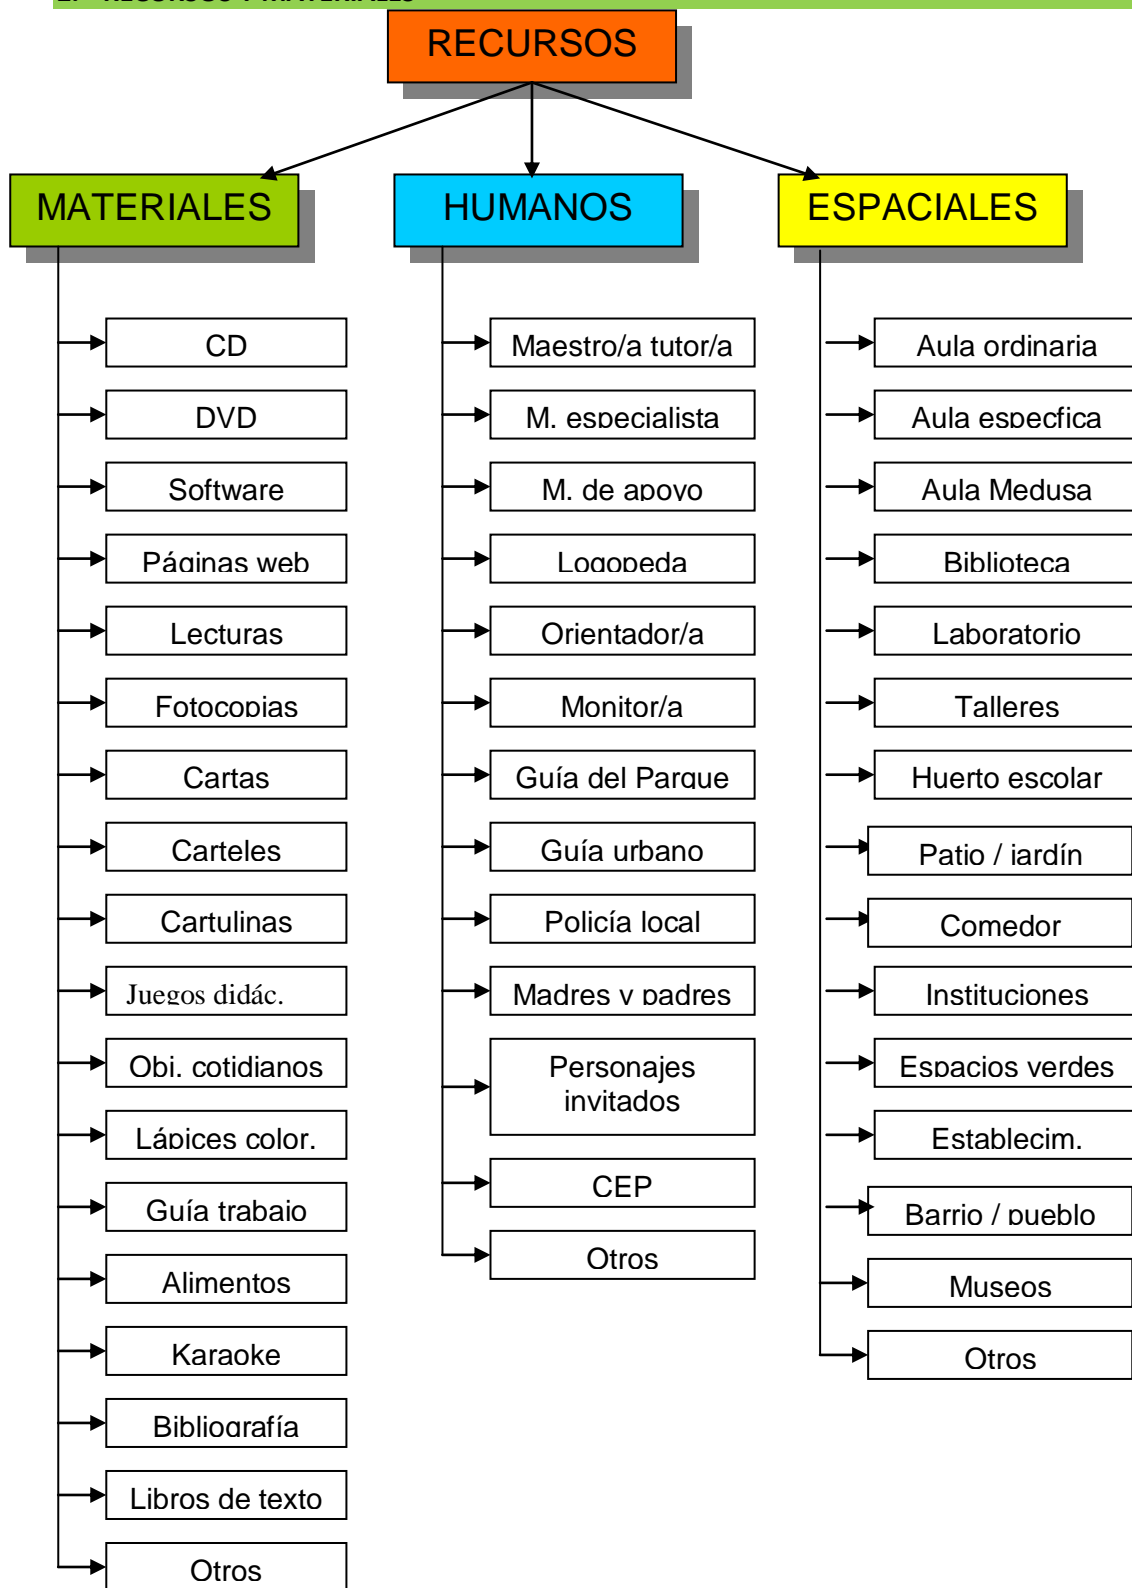 2. RECURSOS Y MATERIALES
RECURSOS
MATERIALES
CD
DVD
Software
Páginas web
Lecturas
Fotocopias
Cartas
Carteles
Cartulinas
Juegos didác.
Obj. cotidianos
Lápices color.
Guía trabajo
Alimentos
Karaoke
Bibliografía
Libros de texto
Otros
HUMANOS
Maestro/a tutor/a
M. especialista
M. de apoyo
Logopeda
Orientador/a
Monitor/a
Guía del Parque
Guía urbano
Policía local
Madres y padres
Personajes
invitados
CEP
Otros
ESPACIALES
Aula ordinaria
Aula especfica
Aula Medusa
Biblioteca
Laboratorio
Talleres
Huerto escolar
Patio / jardín
Comedor
Instituciones
Espacios verdes
Establecim.
Barrio / pueblo
Museos
Otros